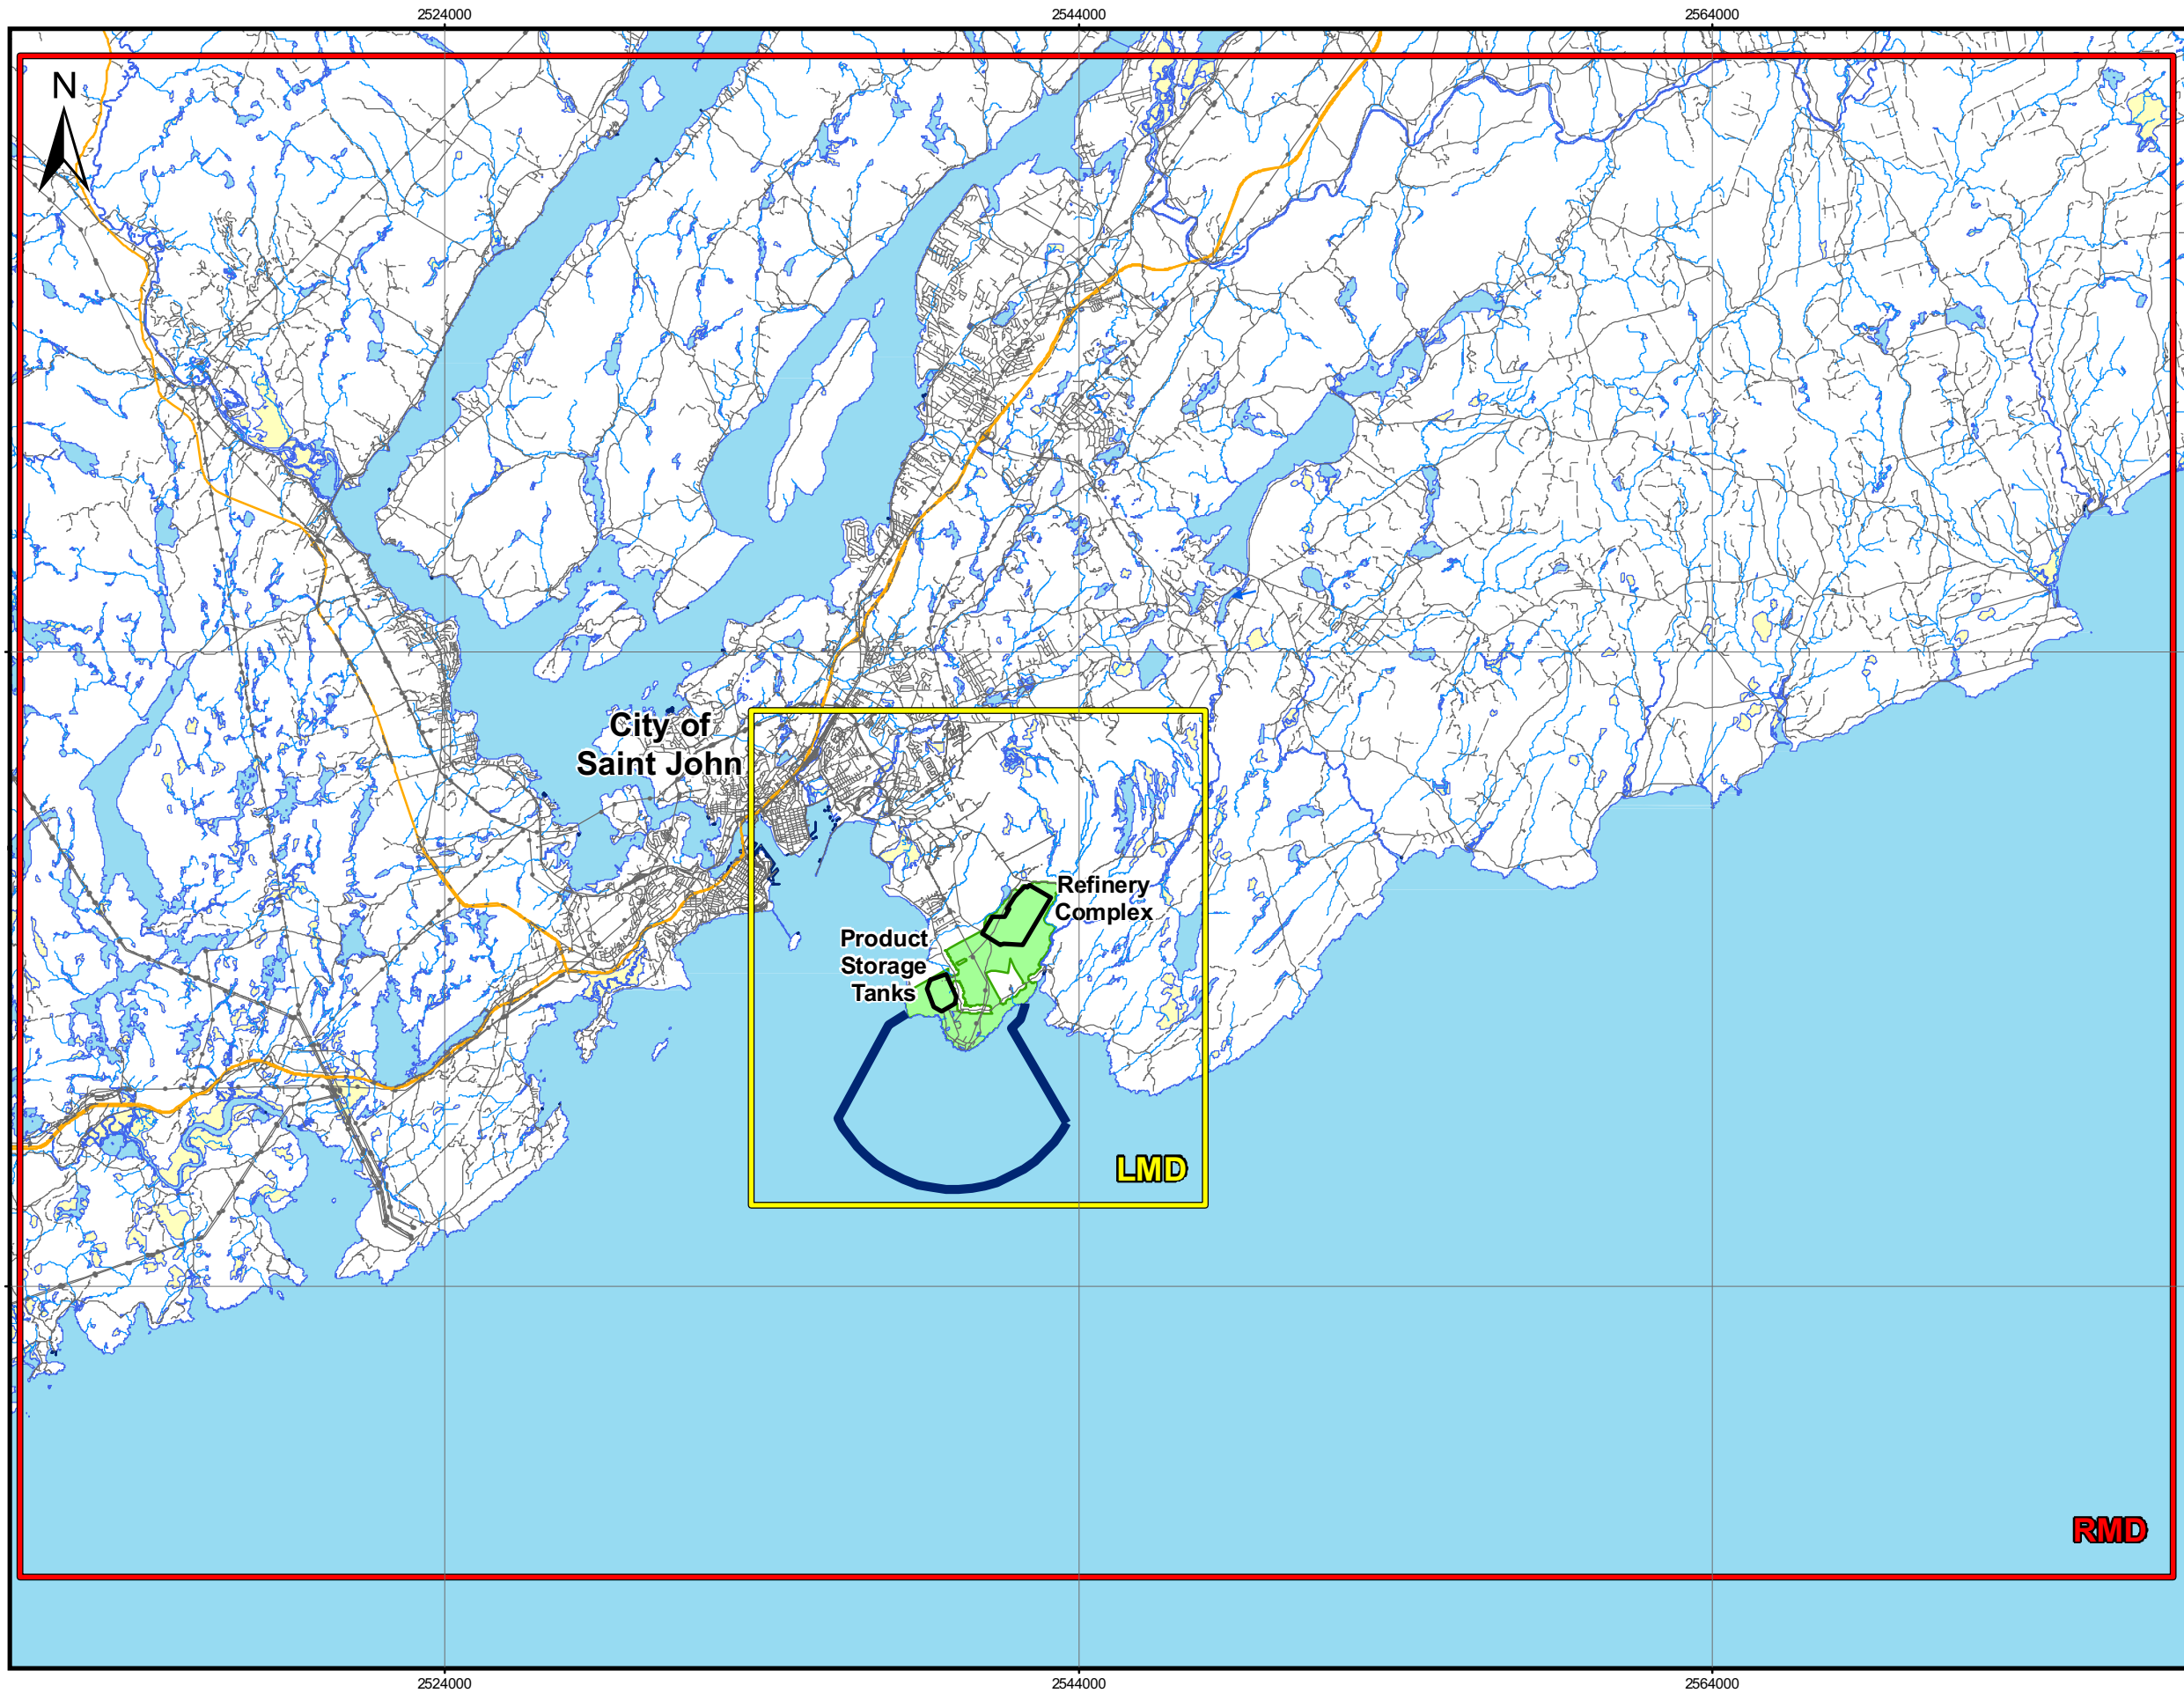 2524000
2544000
2564000
N
City of
Saint John
Refinery
Complex
Product
Storage
Tanks
LMD
RMD
2524000
2544000
2564000